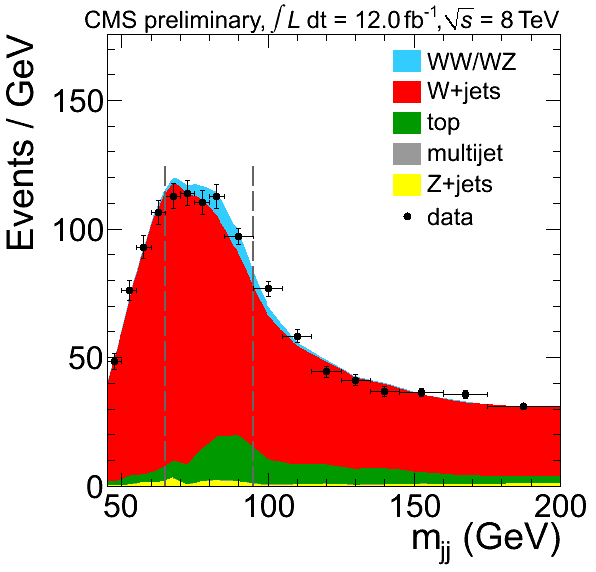 CMS preliminary, ∫ L dt = 12.0 fb⁻¹, √s = 8 TeV
Events / GeV
150
100
50
0
WW/WZ
W+jets
top
multijet
Z+jets
data
50 100 150 200
m_jj (GeV)